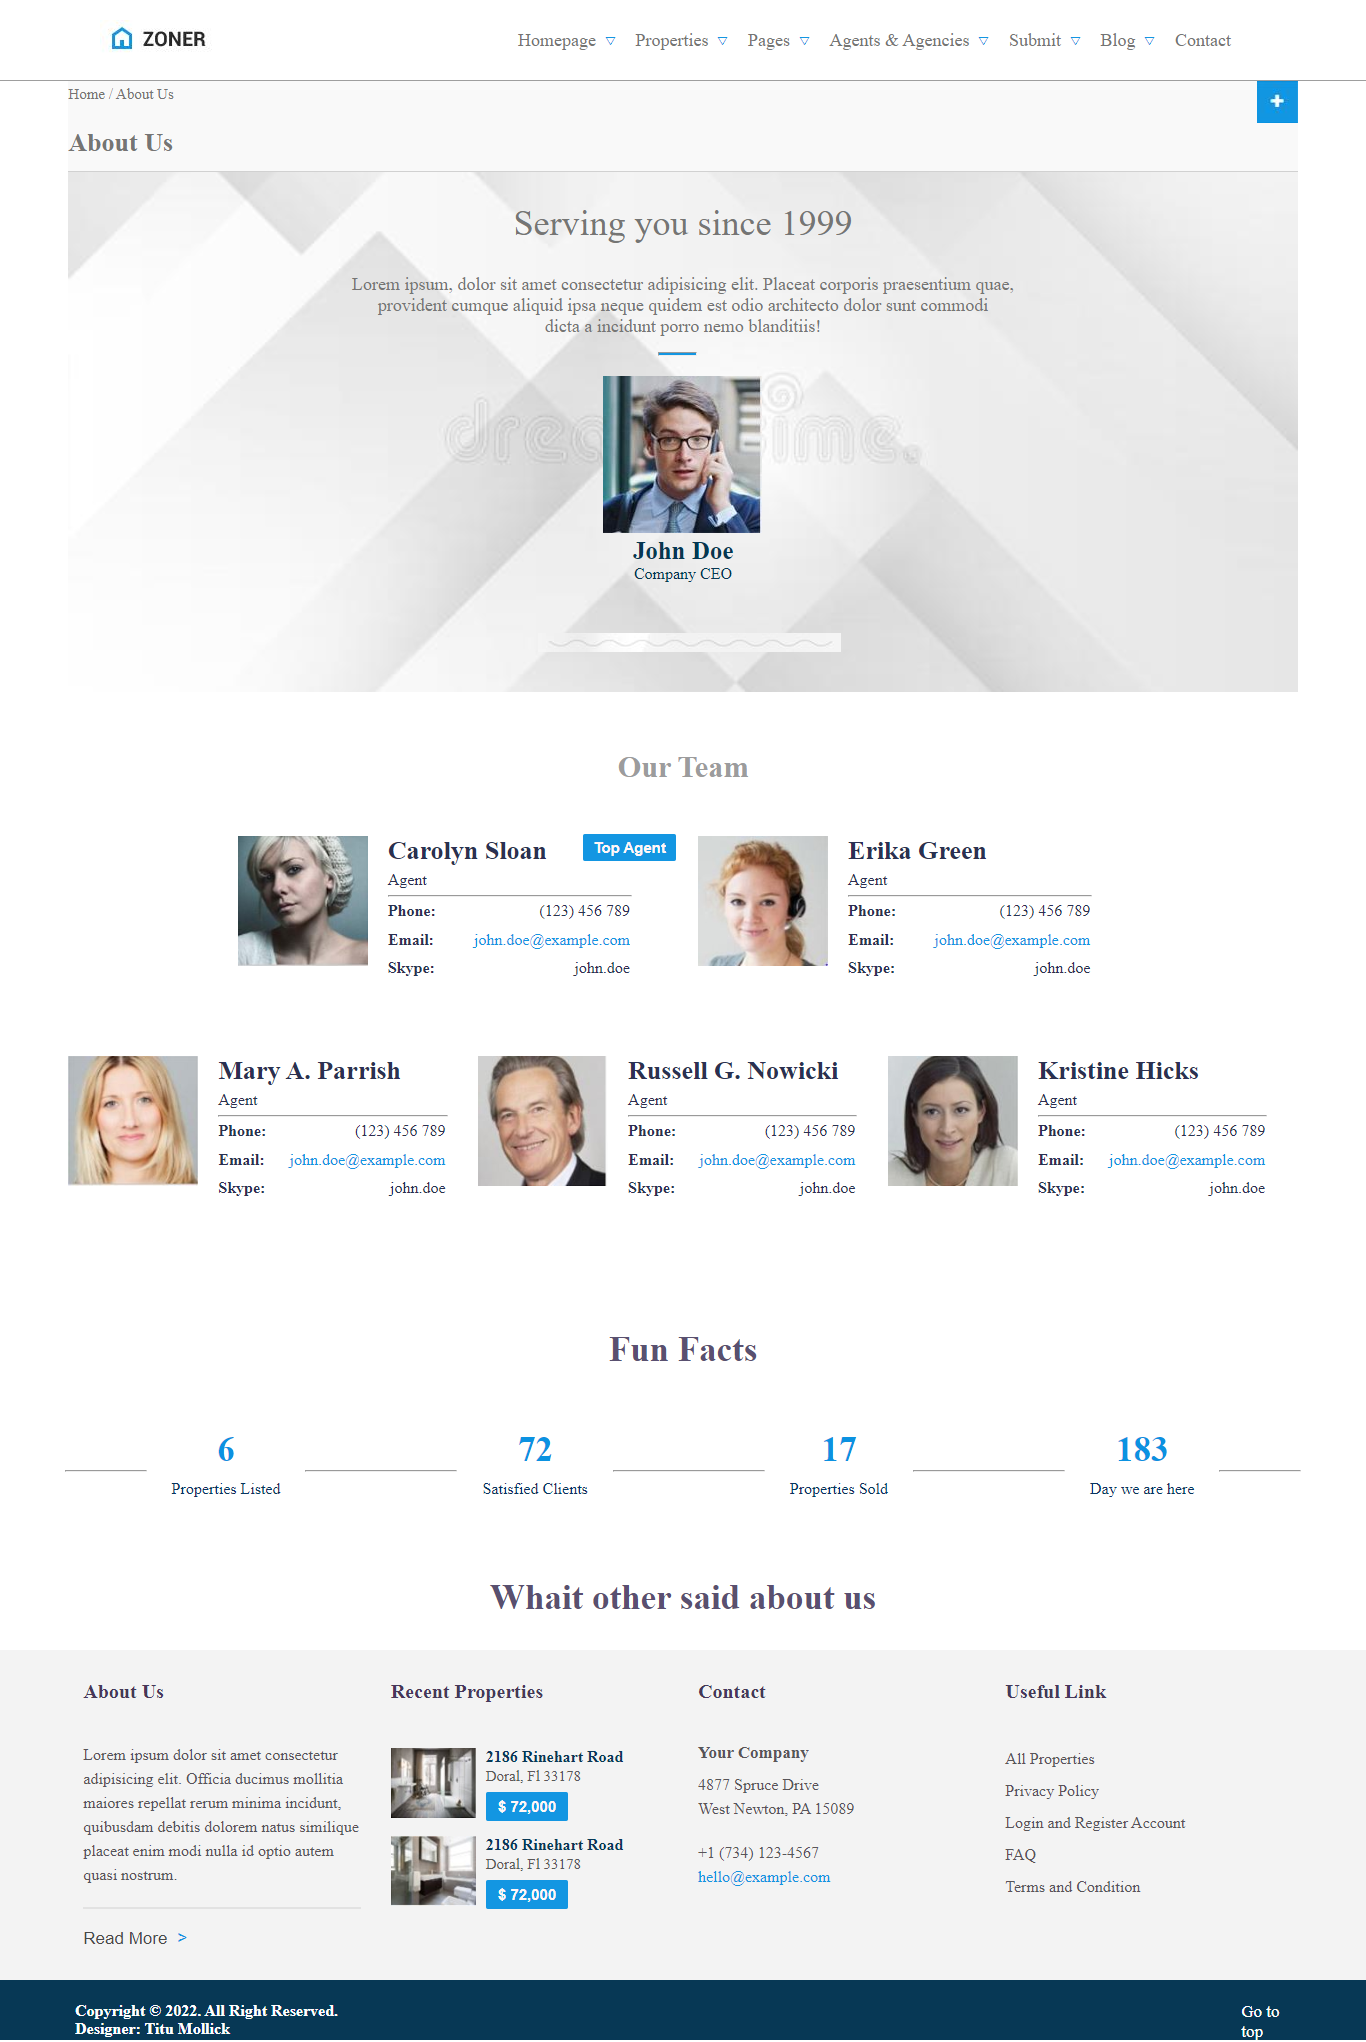 ZONER
Homepage Properties Pages Agents & Agencies Submit Blog Contact
Home / About Us
About Us
Serving you since 1999
Lorem ipsum, dolor sit amet consectetur adipisicing elit. Placeat corporis praesentium quae,
provident cumque aliquid ipsa neque quidem est odio architecto dolor sunt commodi
dicta a incidunt porro nemo blanditiis!
John Doe
Company CEO
Our Team
Carolyn Sloan
Top Agent
Agent
Phone: (123) 456 789
Email: john.doe@example.com
Skype: john.doe
Erika Green
Agent
Phone: (123) 456 789
Email: john.doe@example.com
Skype: john.doe
Mary A. Parrish
Agent
Phone: (123) 456 789
Email: john.doe@example.com
Skype: john.doe
Russell G. Nowicki
Agent
Phone: (123) 456 789
Email: john.doe@example.com
Skype: john.doe
Kristine Hicks
Agent
Phone: (123) 456 789
Email: john.doe@example.com
Skype: john.doe
Fun Facts
6
Properties Listed
72
Satisfied Clients
17
Properties Sold
183
Day we are here
Whait other said about us
About Us
Lorem ipsum dolor sit amet consectetur
adipisicing elit. Officia ducimus mollitia
maiores repellat rerum minima incidunt,
quibusdam debitis dolorem natus similique
placeat enim modi nulla id optio autem
quasi nostrum.
Read More >
Recent Properties
2186 Rinehart Road
Doral, Fl 33178
$ 72,000
2186 Rinehart Road
Doral, Fl 33178
$ 72,000
Contact
Your Company
4877 Spruce Drive
West Newton, PA 15089
+1 (734) 123-4567
hello@example.com
Useful Link
All Properties
Privacy Policy
Login and Register Account
FAQ
Terms and Condition
Copyright © 2022. All Right Reserved.
Designer: Titu Mollick
Go to
top